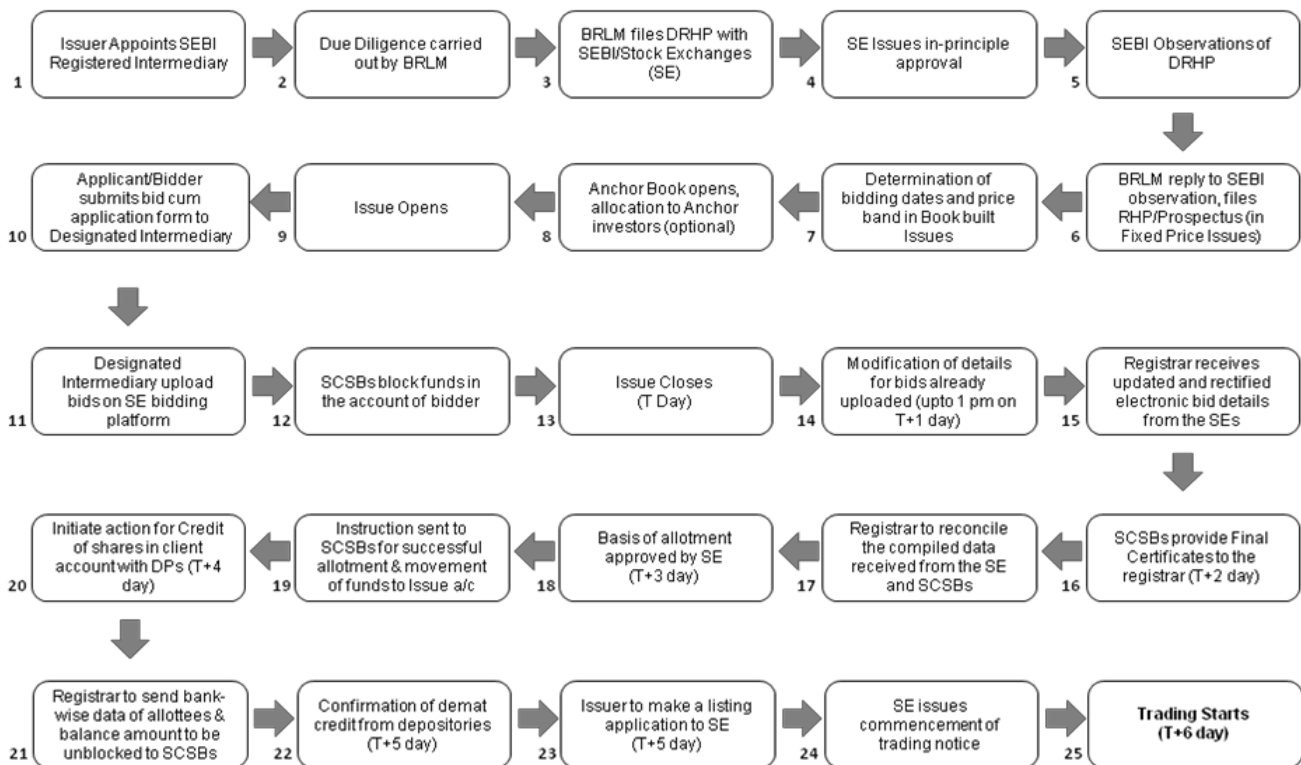 1
Issuer Appoints SEBI
Registered Intermediary
2
Due Diligence carried
out by BRLM
3
BRLM files DRHP with
SEBI/Stock Exchanges
(SE)
4
SE Issues in-principle
approval
5
SEBI Observations of
DRHP
6
BRLM reply to SEBI
observation, files
RHP/Prospectus (in
Fixed Price Issues)
7
Determination of
bidding dates and price
band in Book built
Issues
8
Anchor Book opens,
allocation to Anchor
investors (optional)
9
Issue Opens
10
Applicant/Bidder
submits bid cum
application form to
Designated Intermediary
11
Designated
Intermediary upload
bids on SE bidding
platform
12
SCSBs block funds in
the account of bidder
13
Issue Closes
(T Day)
14
Modification of details
for bids already
uploaded (upto 1 pm on
T+1 day)
15
Registrar receives
updated and rectified
electronic bid details
from the SEs
16
SCSBs provide Final
Certificates to the
registrar (T+2 day)
17
Registrar to reconcile
the compiled data
received from the SE
and SCSBs
18
Basis of allotment
approved by SE
(T+3 day)
19
Instruction sent to
SCSBs for successful
allotment & movement
of funds to Issue a/c
20
Initiate action for Credit
of shares in client
account with DPs (T+4
day)
21
Registrar to send bank-
wise data of allottees &
balance amount to be
unblocked to SCSBs
22
Confirmation of demat
credit from depositories
(T+5 day)
23
Issuer to make a listing
application to SE
(T+5 day)
24
SE issues
commencement of
trading notice
25
Trading Starts
(T+6 day)